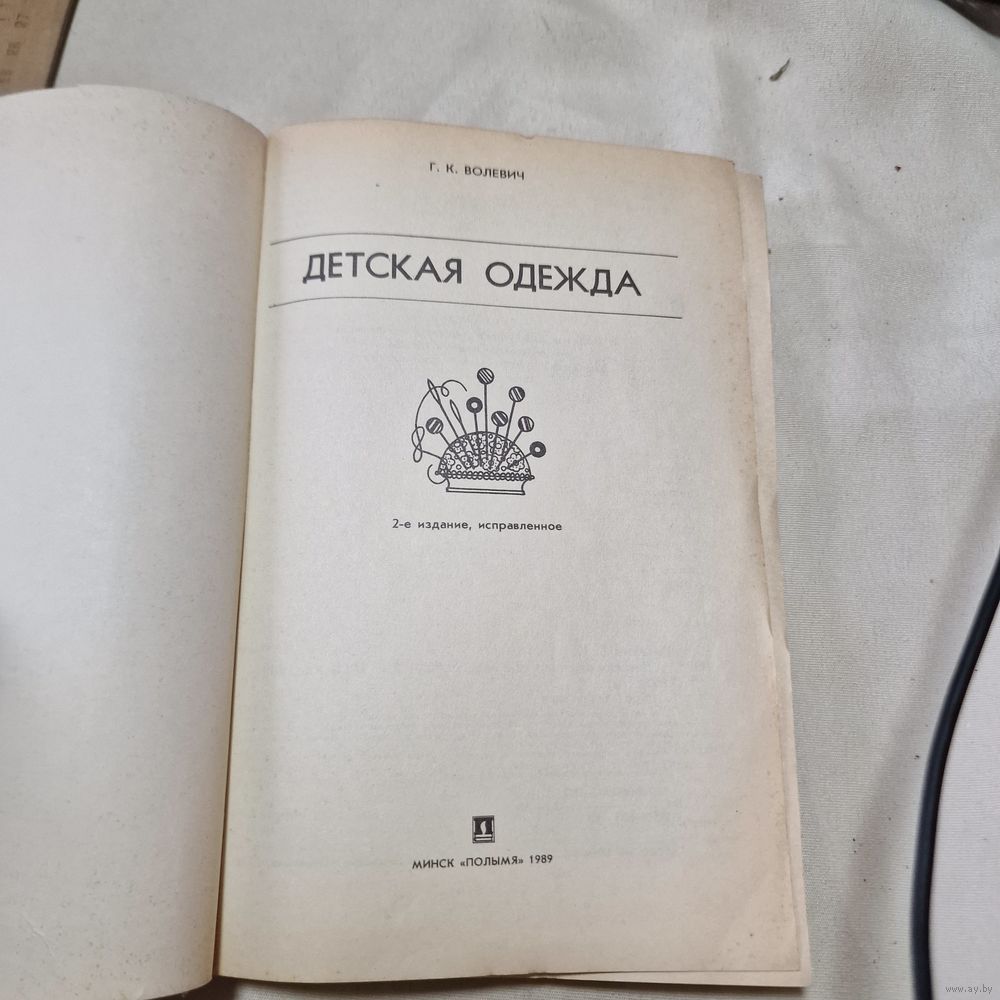 Г. К. ВОЛЕВИЧ
ДЕТСКАЯ ОДЕЖДА
2-е издание, исправленное
МИНСК «ПОЛЫМЯ» 1989
www.ay.by